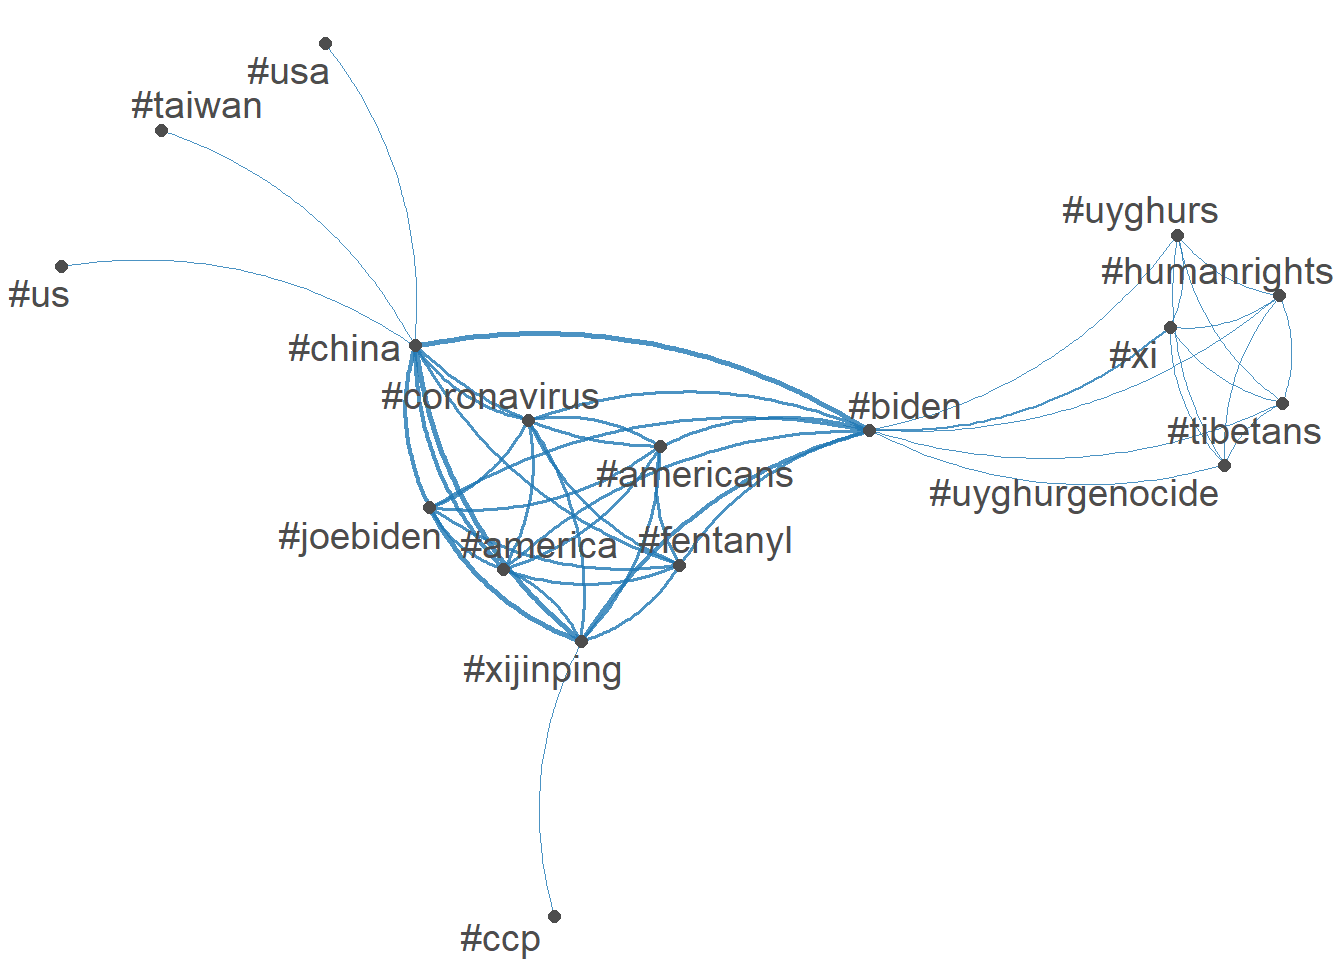 #usa
#taiwan
#uyghurs
#humanrights
#us
#china
#xi
#coronavirus
#biden
#tibetans
#americans
#uyghurgenocide
#joebiden
#america
#fentanyl
#xijinping
#ccp